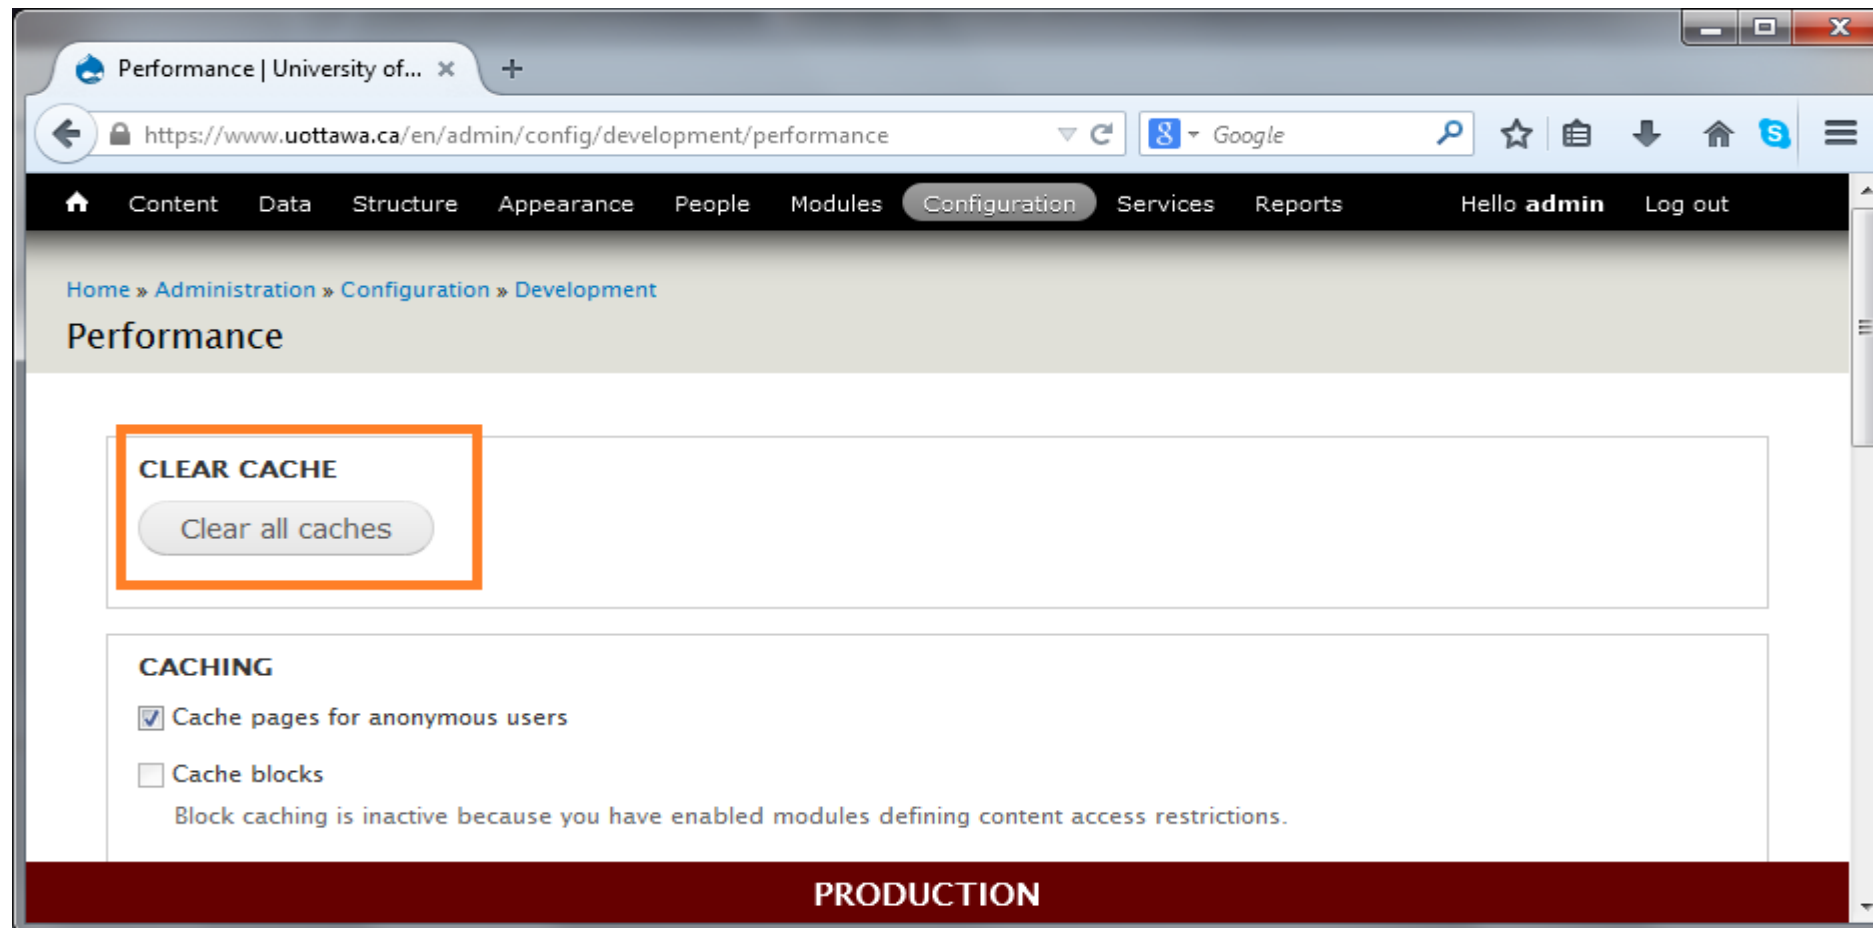 Performance | University of...
https://www.uottawa.ca/en/admin/config/development/performance
Google
Content Data Structure Appearance People Modules Configuration Services Reports Hello admin Log out
Home » Administration » Configuration » Development
Performance
CLEAR CACHE
Clear all caches
CACHING
Cache pages for anonymous users
Cache blocks
Block caching is inactive because you have enabled modules defining content access restrictions.
PRODUCTION